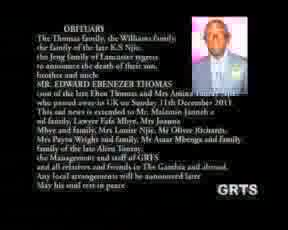 OBITUARY
The Thomas family, the Williams family,
the family of the late K.S Njie,
the Jeng family of Lancaster regress
to announce the death of their son,
brother and uncle
MR. EDWARD EBENEZER THOMAS
(son of the late Eben Thomas and Mrs Amina Njie)
who passed away in UK on Sunday 11th December 2011.
This sad news is extended to Mr. Malamin Janneh
nd family, Lawyer Fafa Mbye, Mrs Joanna
Mbye and family, Mrs Louise Njie, Mr Oliver Richards,
Mrs Payna Wright and family, Mr Assar Mbenga and family
family of the late Alieu Tommy,
the Management and staff of GRTS
and all relatives and friends in The Gambia and abroad.
Any local arrangements will be announced later
May his soul rest in peace
GRTS